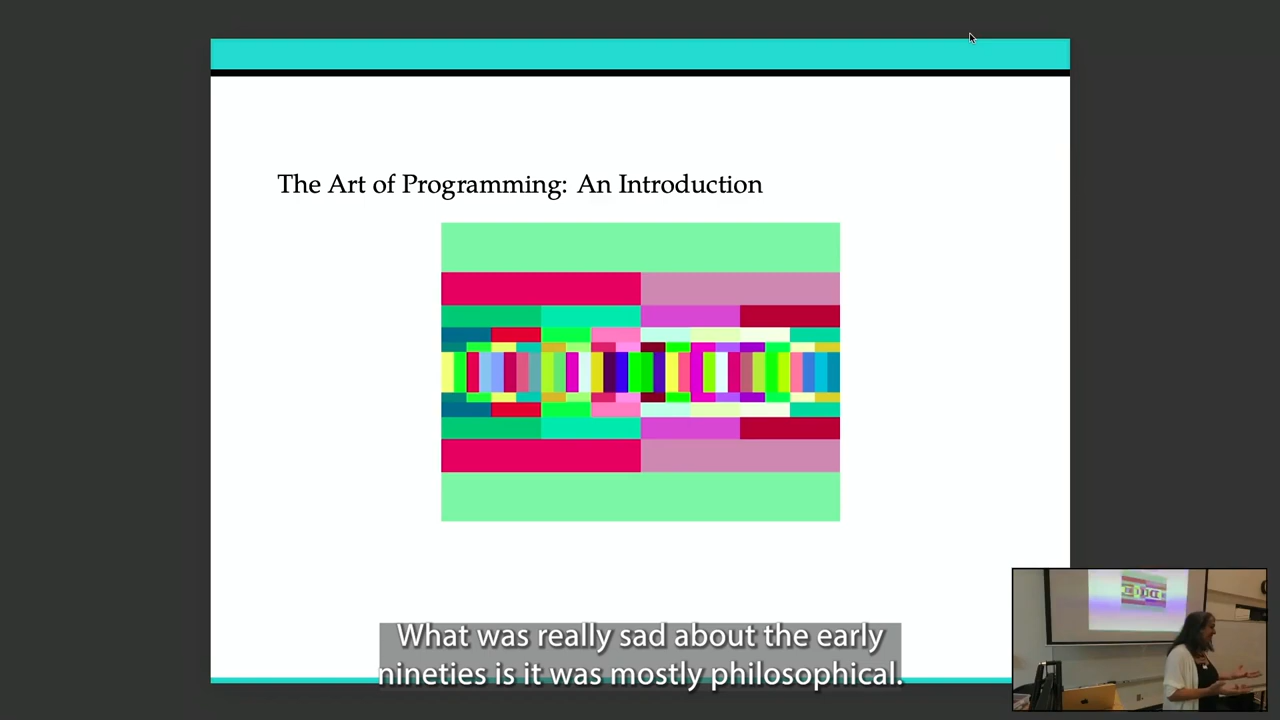 The Art of Programming: An Introduction
What was really sad about the early
nineties is it was mostly philosophical.